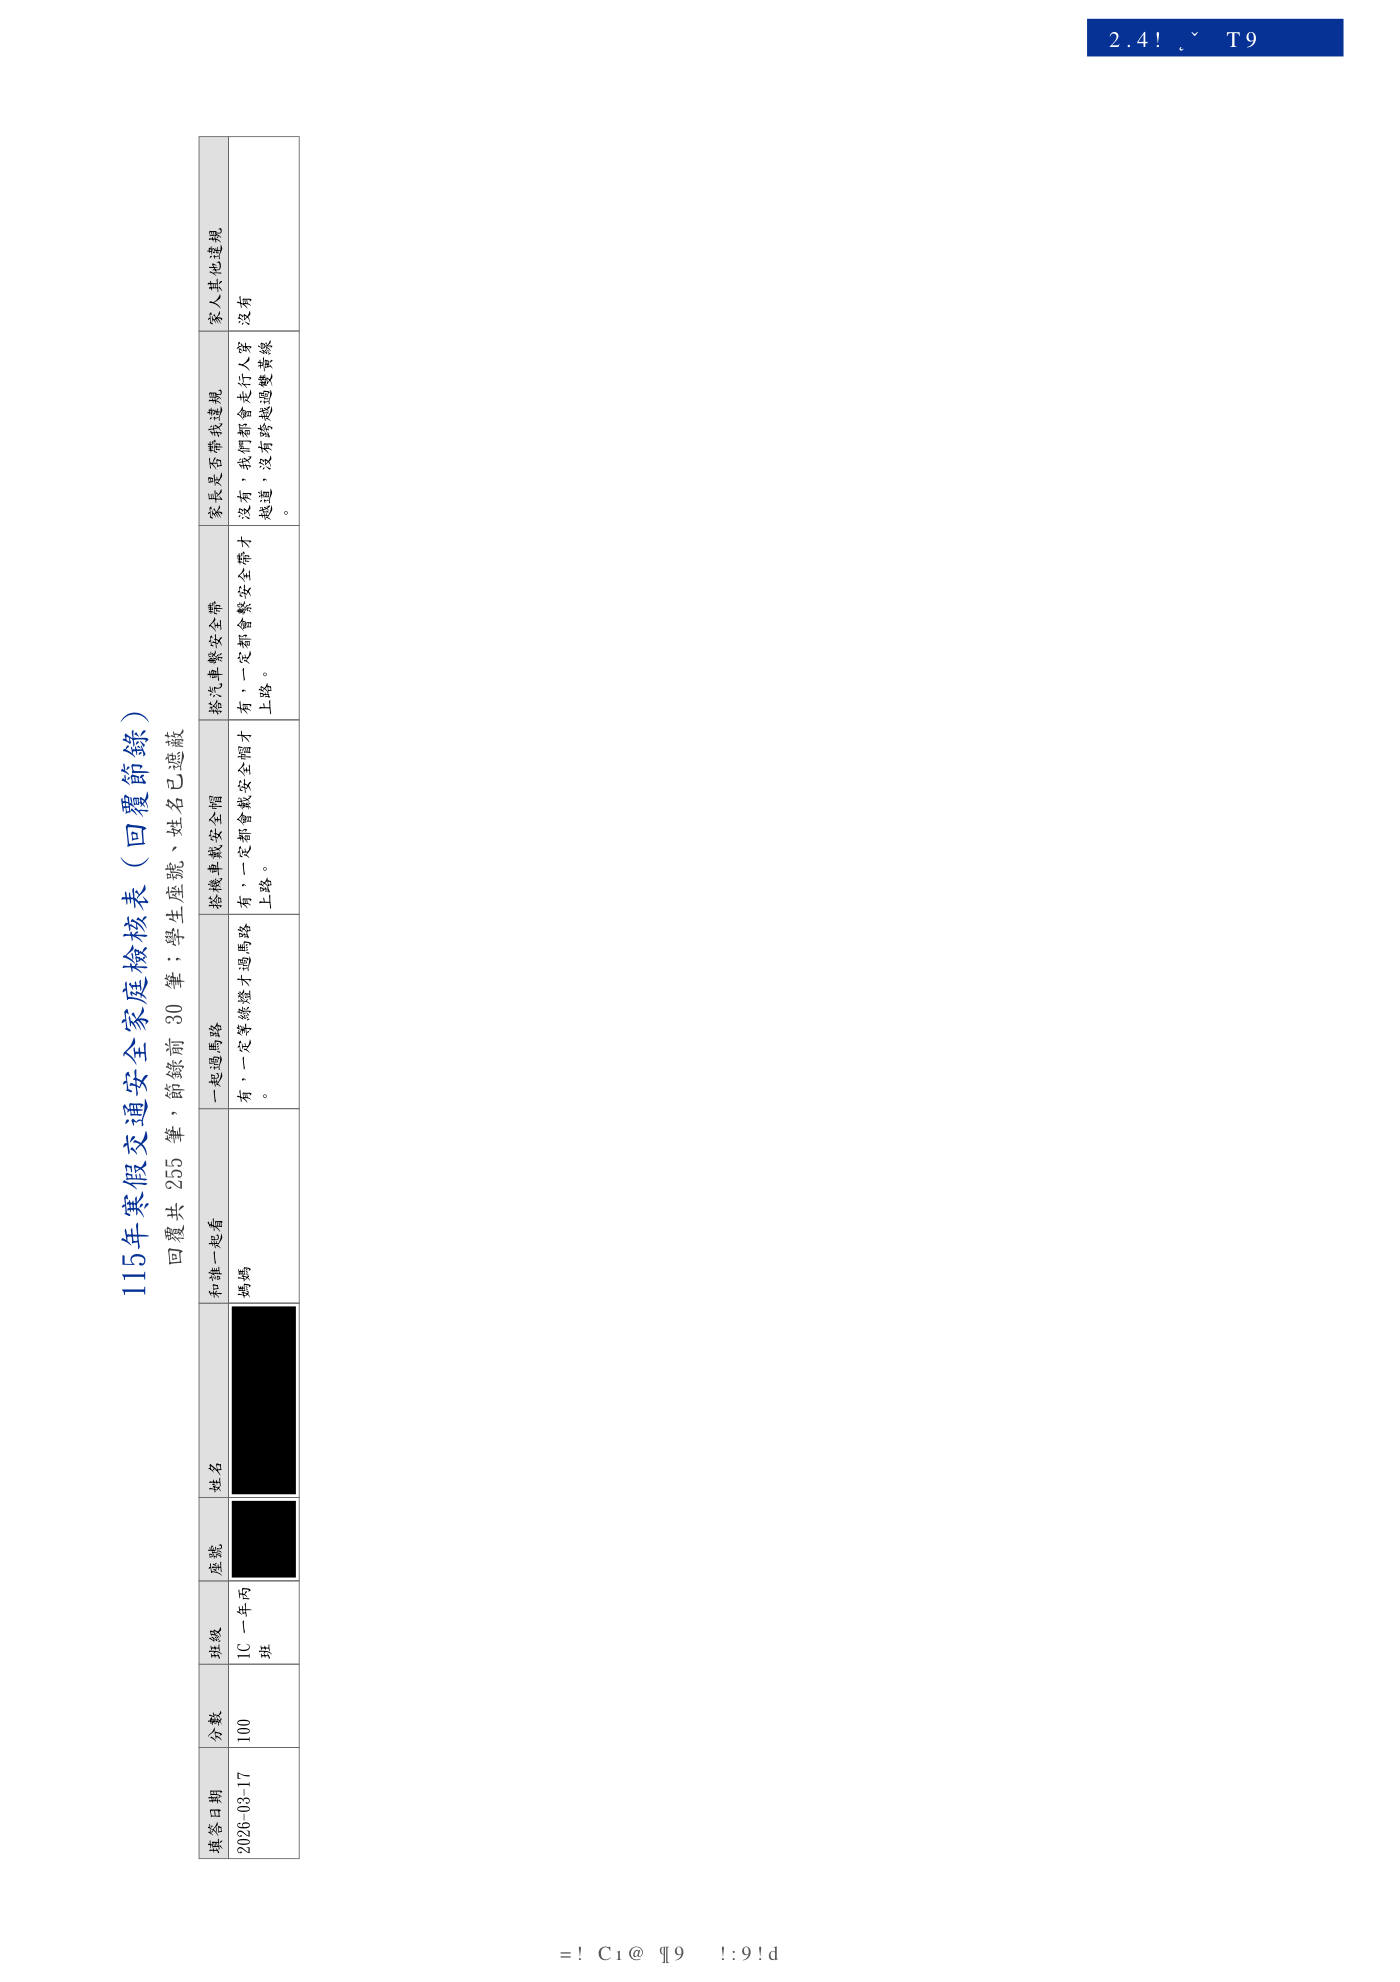 2.4! ˛ˇ T9
115年寒假交通安全家庭檢核表（回覆節錄）
回覆共 255 筆，節錄前 30 筆；學生座號、姓名已遮蔽
填答日期 分數 班級 座號 姓名 和誰一起看 一起過馬路 搭機車戴安全帽 搭汽車繫安全帶 家長是否帶我違規 家人其他違規
2026-03-17 100 1C 一年丙 媽媽 有，一定等綠燈才過馬路 有，一定都會戴安全帽才 有，一定都會繫安全帶才 沒有，我們都會走行人穿 沒有
班 。 上路。 上路。 越道，沒有跨越過雙黃線
。
=! Cı@ ¶9 !:9!d